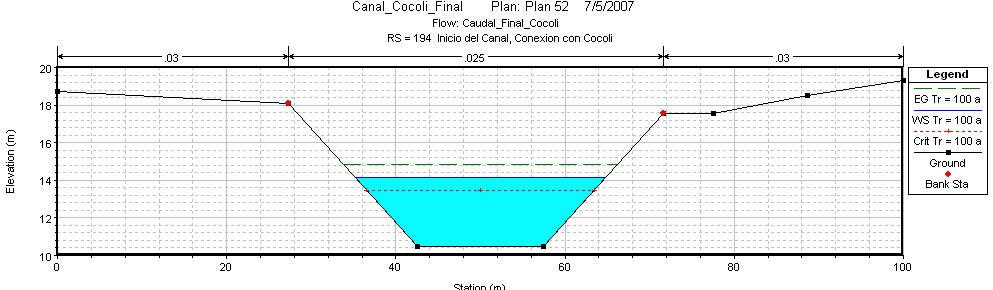 Canal_Cocoli_Final Plan: Plan 52 7/5/2007
Flow: Caudal_Final_Cocoli
RS = 194 Inicio del Canal, Conexion con Cocoli
.03 .025 .03
20
18
16
14
12
10
Elevation (m)
0 20 40 60 80 100
Station (m)
Legend
EG Tr = 100 a
WS Tr = 100 a
Crit Tr = 100 a
Ground
Bank Sta